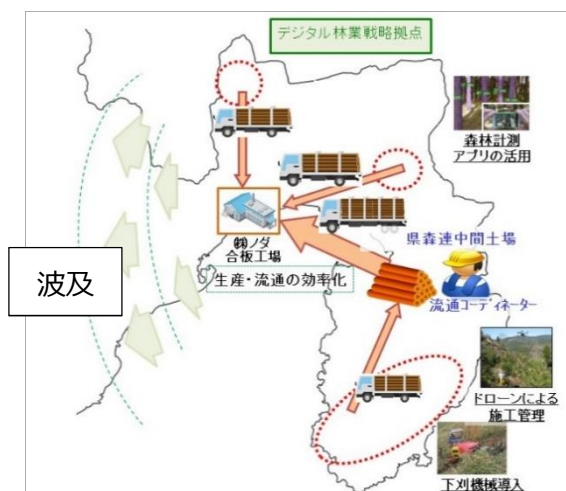 デジタル林業戦略拠点
森林計測
アプリの活用
㈱ノダ
合板工場
県森連中間土場
波及
生産・流通の効率化
流通コーディネーター
ドローンによる
施工管理
下刈機械導入